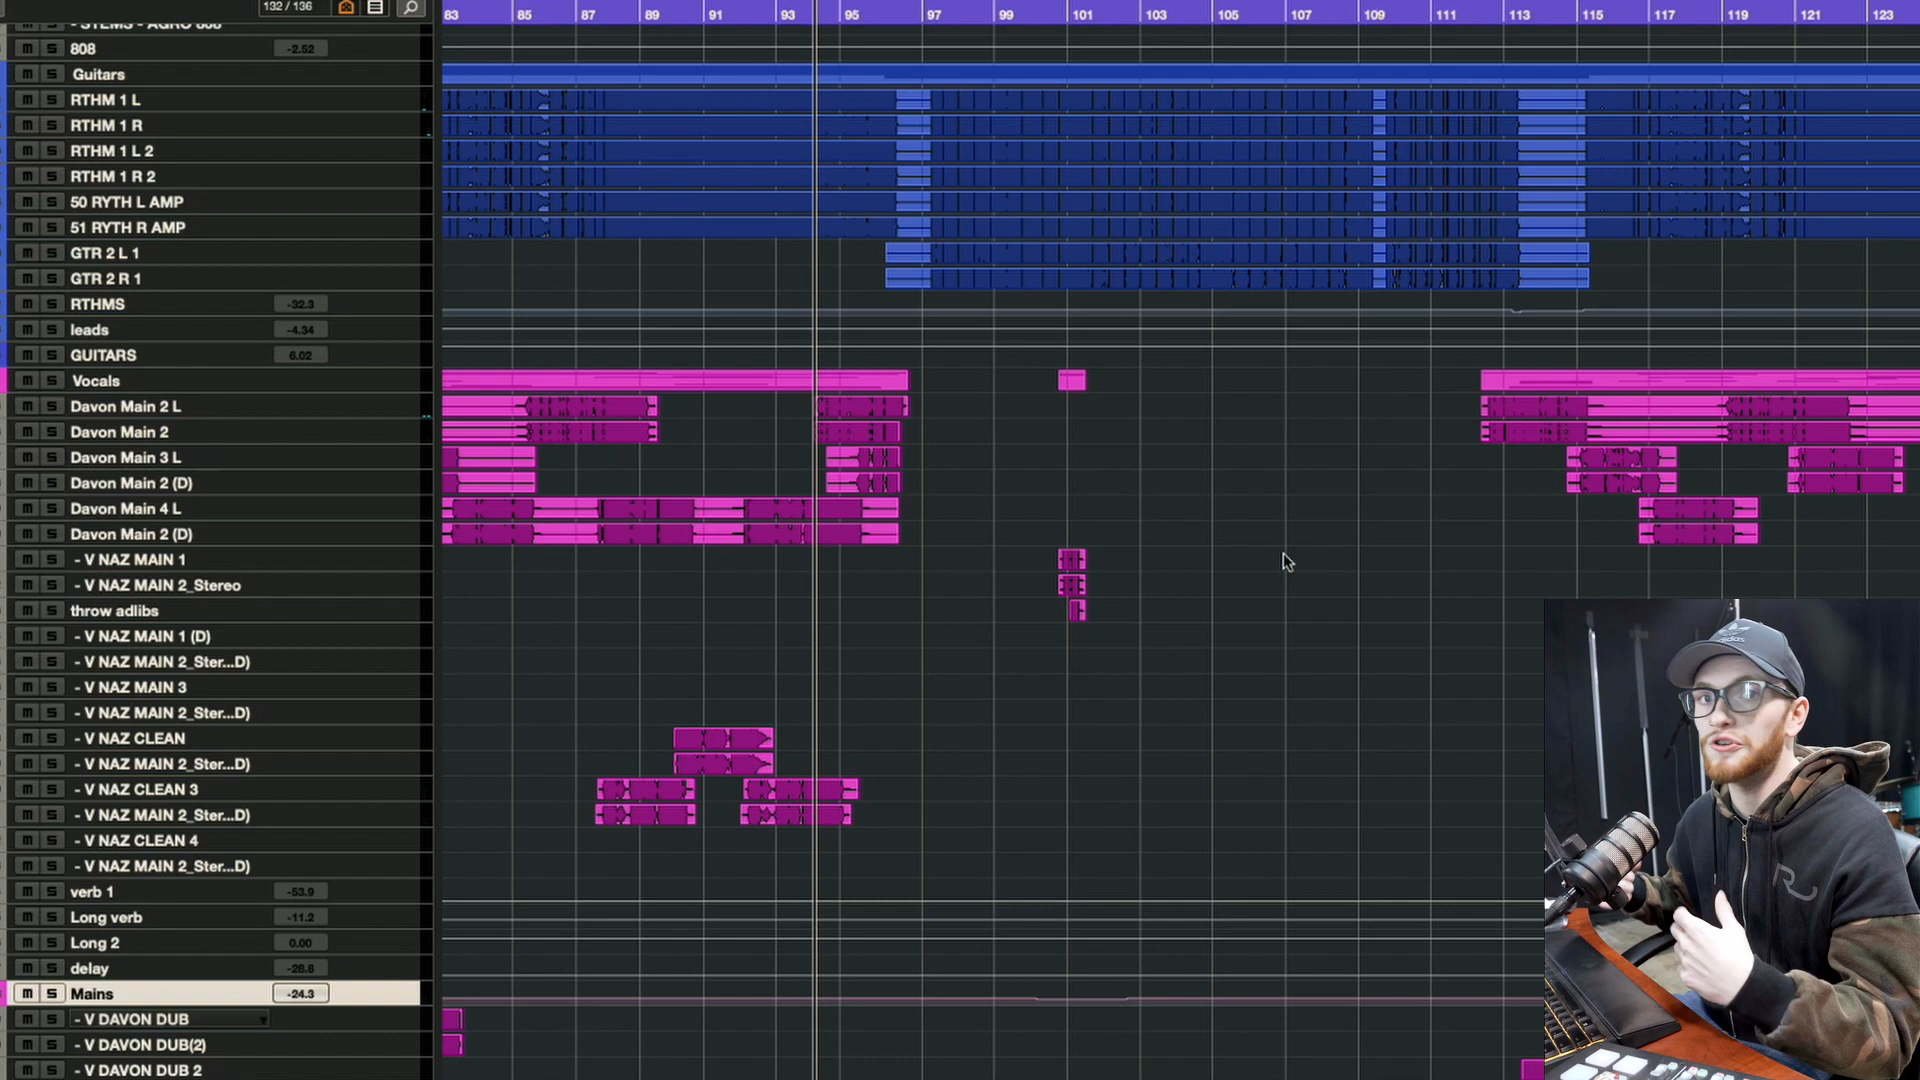 132 / 136
83 85 87 89 91 93 95 97 99 101 103 105 107 109 111 113 115 117 119 121 123
- STEMS - AGRO 808
m S 808 -2.52
m S Guitars
m S RTHM 1 L
m S RTHM 1 R
m S RTHM 1 L 2
m S RTHM 1 R 2
m S 50 RYTH L AMP
m S 51 RYTH R AMP
m S GTR 2 L 1
m S GTR 2 R 1
m S RTHMS -32.3
m S leads -4.34
m S GUITARS 6.02
m S Vocals
m S Davon Main 2 L
m S Davon Main 2
m S Davon Main 3 L
m S Davon Main 2 (D)
m S Davon Main 4 L
m S Davon Main 2 (D)
m S - V NAZ MAIN 1
m S - V NAZ MAIN 2_Stereo
m S throw adlibs
m S - V NAZ MAIN 1 (D)
m S - V NAZ MAIN 2_Ster...D)
m S - V NAZ MAIN 3
m S - V NAZ MAIN 2_Ster...D)
m S - V NAZ CLEAN
m S - V NAZ MAIN 2_Ster...D)
m S - V NAZ CLEAN 3
m S - V NAZ MAIN 2_Ster...D)
m S - V NAZ CLEAN 4
m S - V NAZ MAIN 2_Ster...D)
m S verb 1 -53.9
m S Long verb -11.2
m S Long 2 0.00
m S delay -28.8
m S Mains -24.3
m S - V DAVON DUB
m S - V DAVON DUB(2)
m S - V DAVON DUB 2
adidas